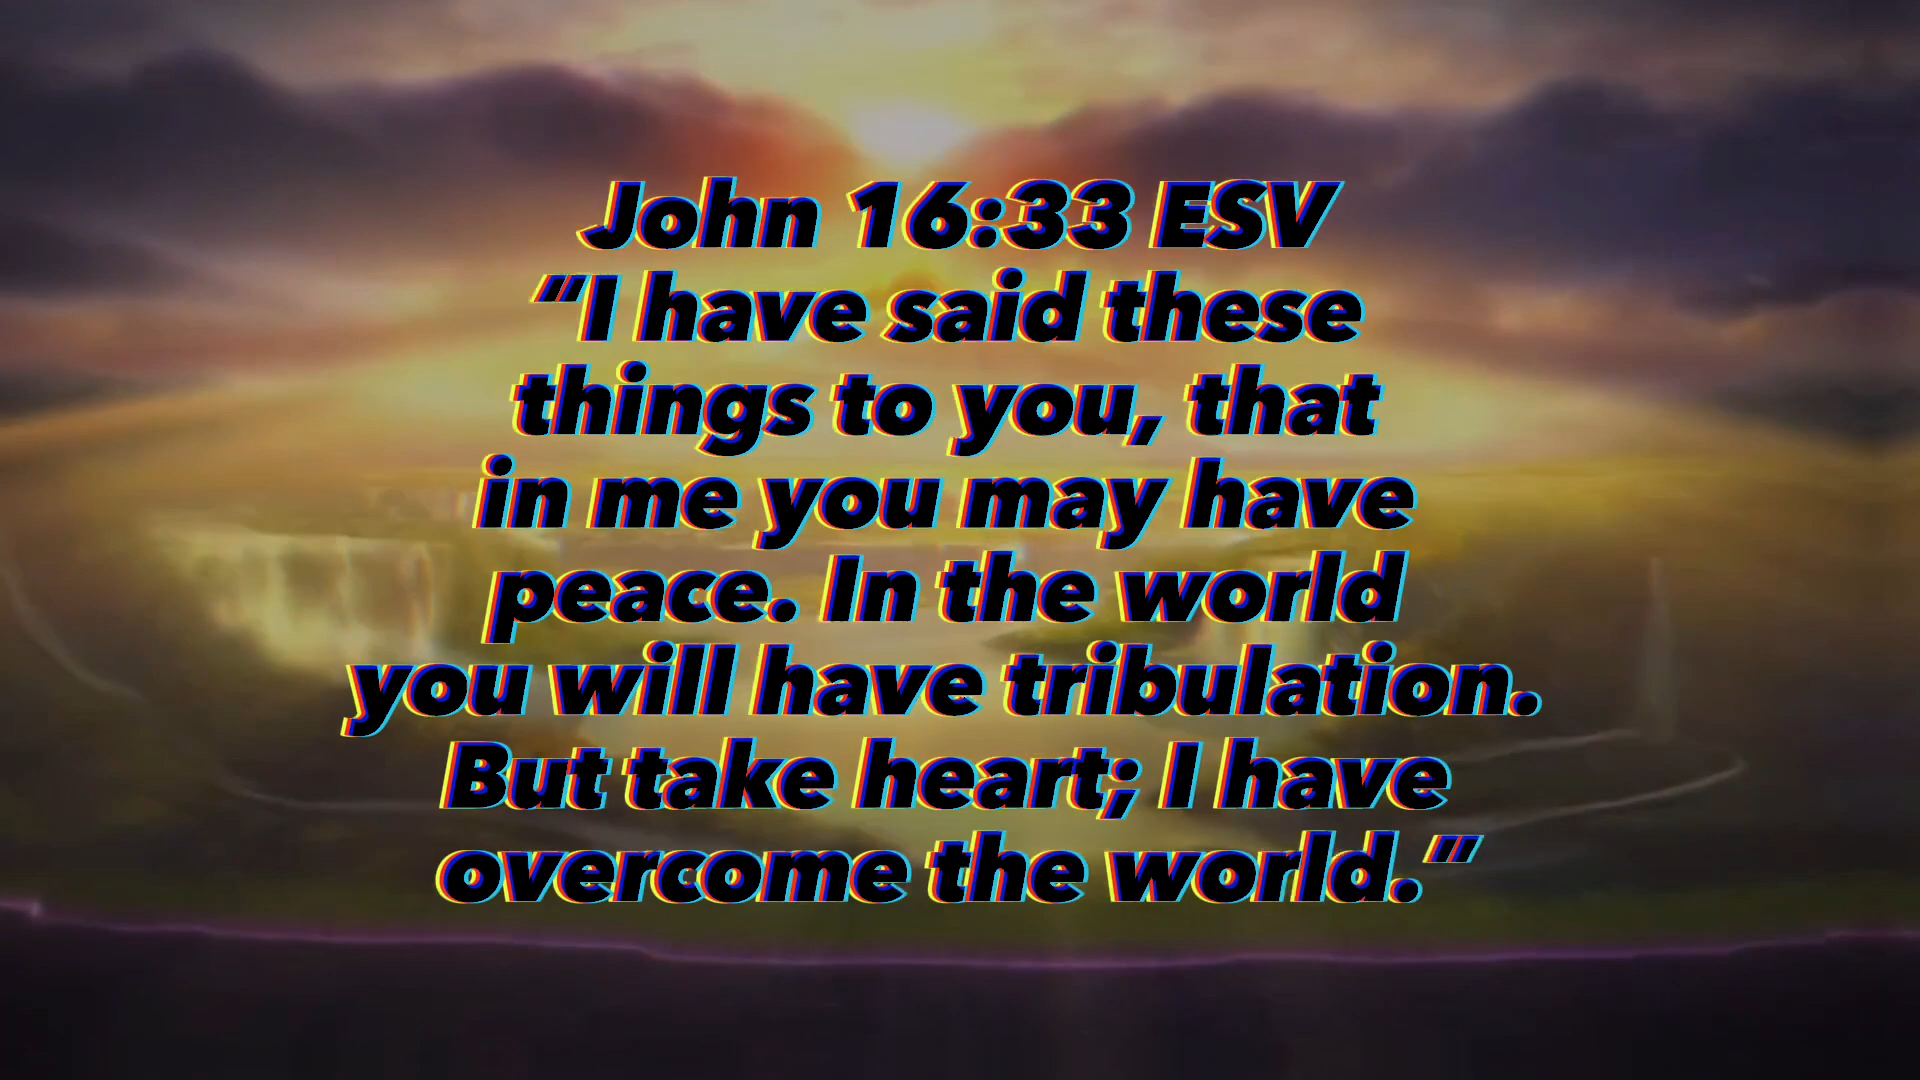 John 16:33 ESV
“I have said these
things to you, that
in me you may have
peace. In the world
you will have tribulation.
But take heart; I have
overcome the world.”